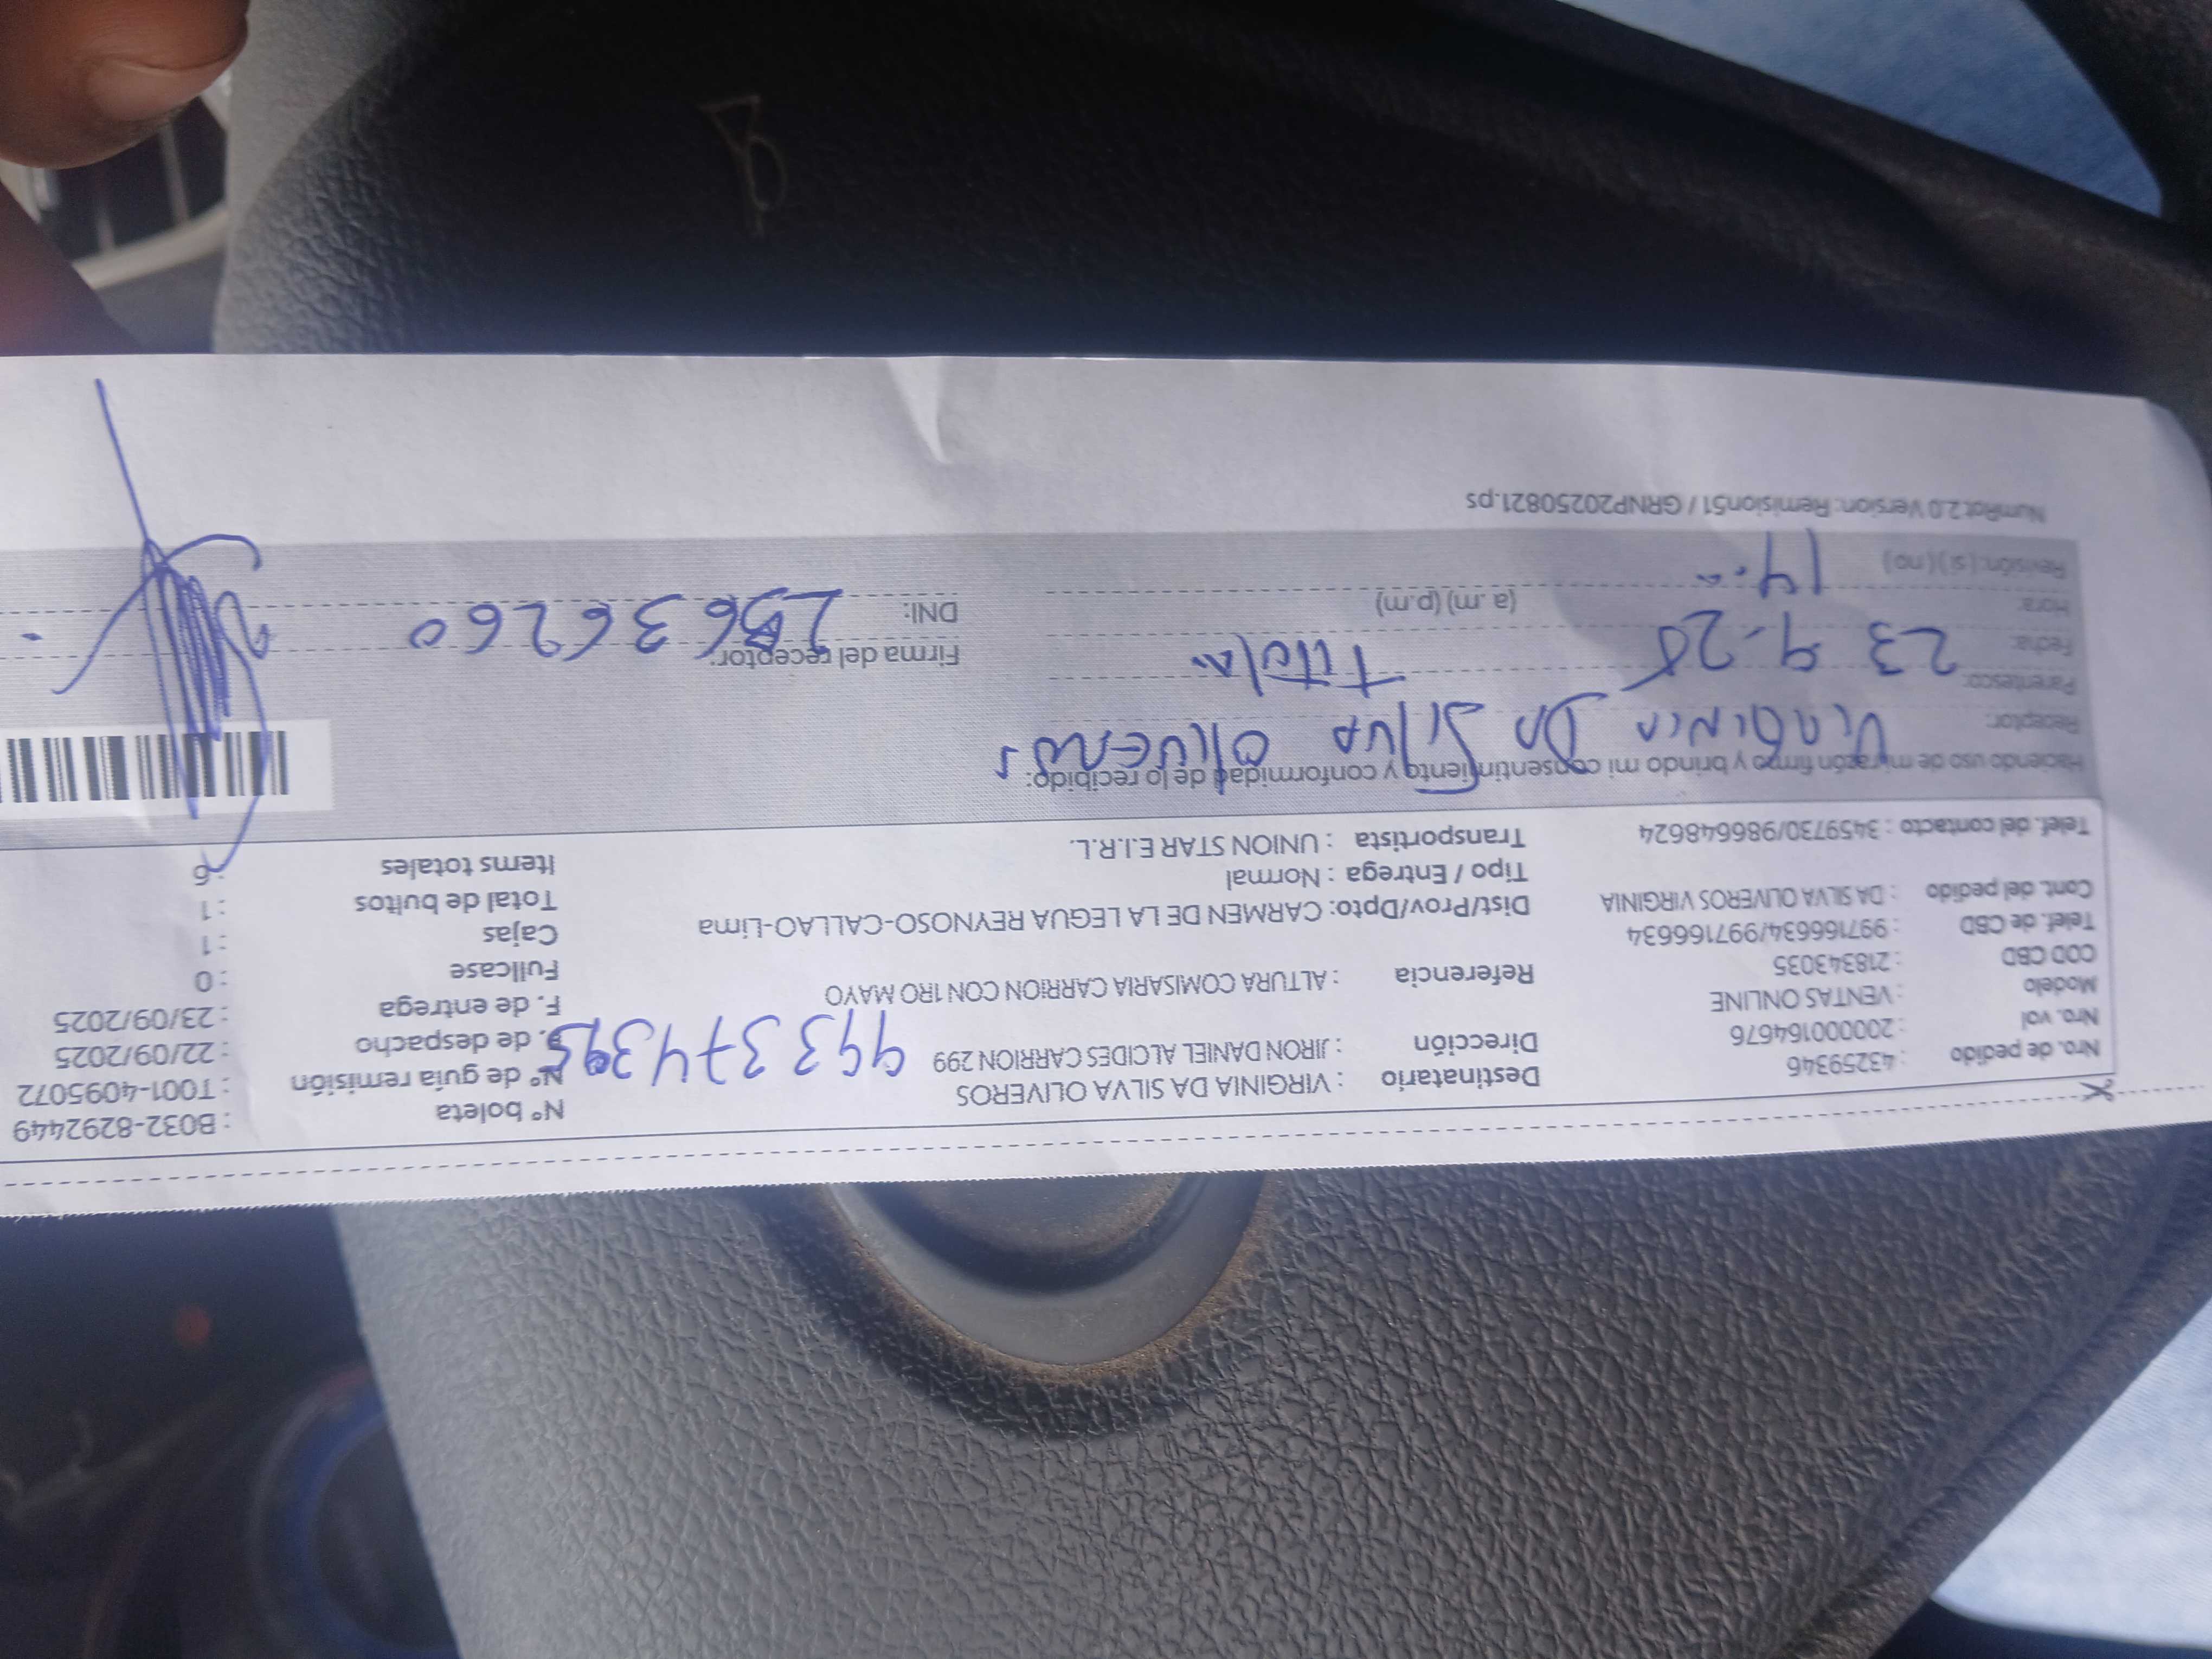 Nro. de pedido : 43259346
Nro. val : 20000164676
Modelo : VENTAS ONLINE
COD CBD : 218343035
Telef. de CBD : 997166634/997166634
Cont. del pedido : DA SILVA OLIVEROS VIRGINIA
Telef. del contacto : 3459730/986648624
Destinatario : VIRGINIA DA SILVA OLIVEROS
Dirección : JIRON DANIEL ALCIDES CARRION 299
Referencia : ALTURA COMISARIA CARRION CON 1RO MAYO
Dist/Prov/Dpto: CARMEN DE LA LEGUA REYNOSO-CALLAO-Lima
Tipo / Entrega : Normal
Transportista : UNION STAR E.I.R.L.
993374395
N° boleta : B032-8292449
N° de guía remisión : T001-4095072
F. de despacho : 22/09/2025
F. de entrega : 23/09/2025
Fullcase : 0
Cajas : 1
Total de bultos : 1
Items totales : 6
Haciendo uso de mi razón firmo y brindo mi consentimiento y conformidad de lo recibido:
Receptor: Virginia Da Silva Oliveros
Parentesco: Titular
Fecha: 23 9-25
Hora: 14. (a .m) (p.m)
Revisión: ( si ) ( no)
Firma del receptor:
DNI: 25636260
NumRot 2.0 Version: Remision51 / GRNP20250821.ps